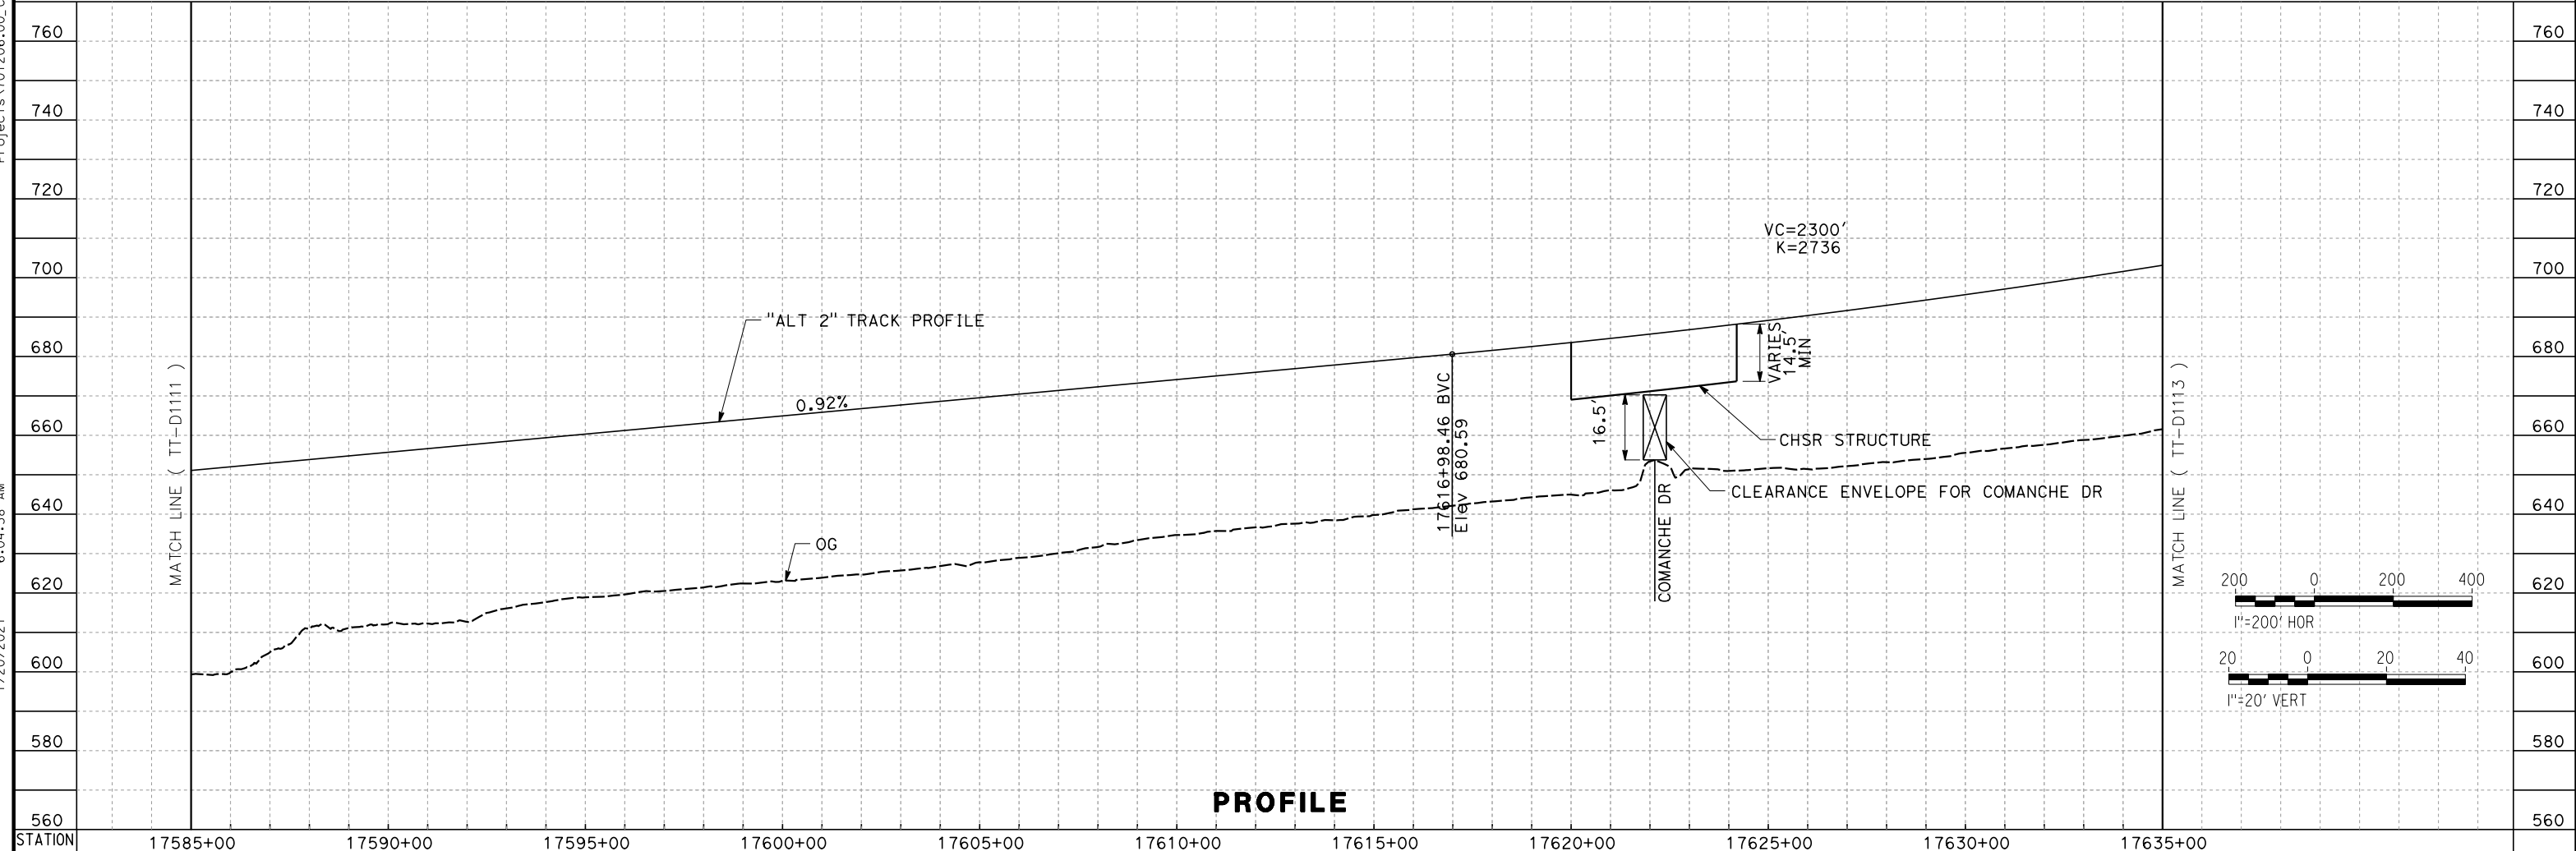 760 760
740 740
720 720
VC=2300'
K=2736
700 700
"ALT 2" TRACK PROFILE
680 680
VARIES
14.5'
MIN
0.92%
MATCH LINE ( TT-D1111 )
MATCH LINE ( TT-D1113 )
660 660
16.5'
CHSR STRUCTURE
17616+98.46 BVC
Elev 680.59
CLEARANCE ENVELOPE FOR COMANCHE DR
640 640
COMANCHE DR
OG
620 620
200 0 200 400
1"=200' HOR
600 600
20 0 20 40
1"=20' VERT
580 580
PROFILE
560 560
STATION 17585+00 17590+00 17595+00 17600+00 17605+00 17610+00 17615+00 17620+00 17625+00 17630+00 17635+00